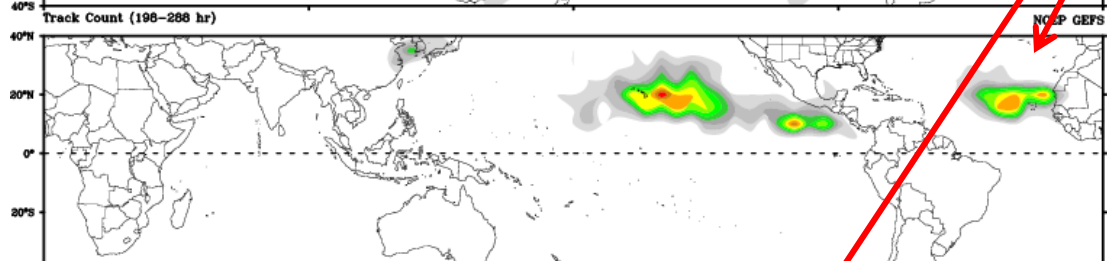 40°S
Track Count (198-288 hr)
NCEP GEFS
40°N
20°N
0°
20°S